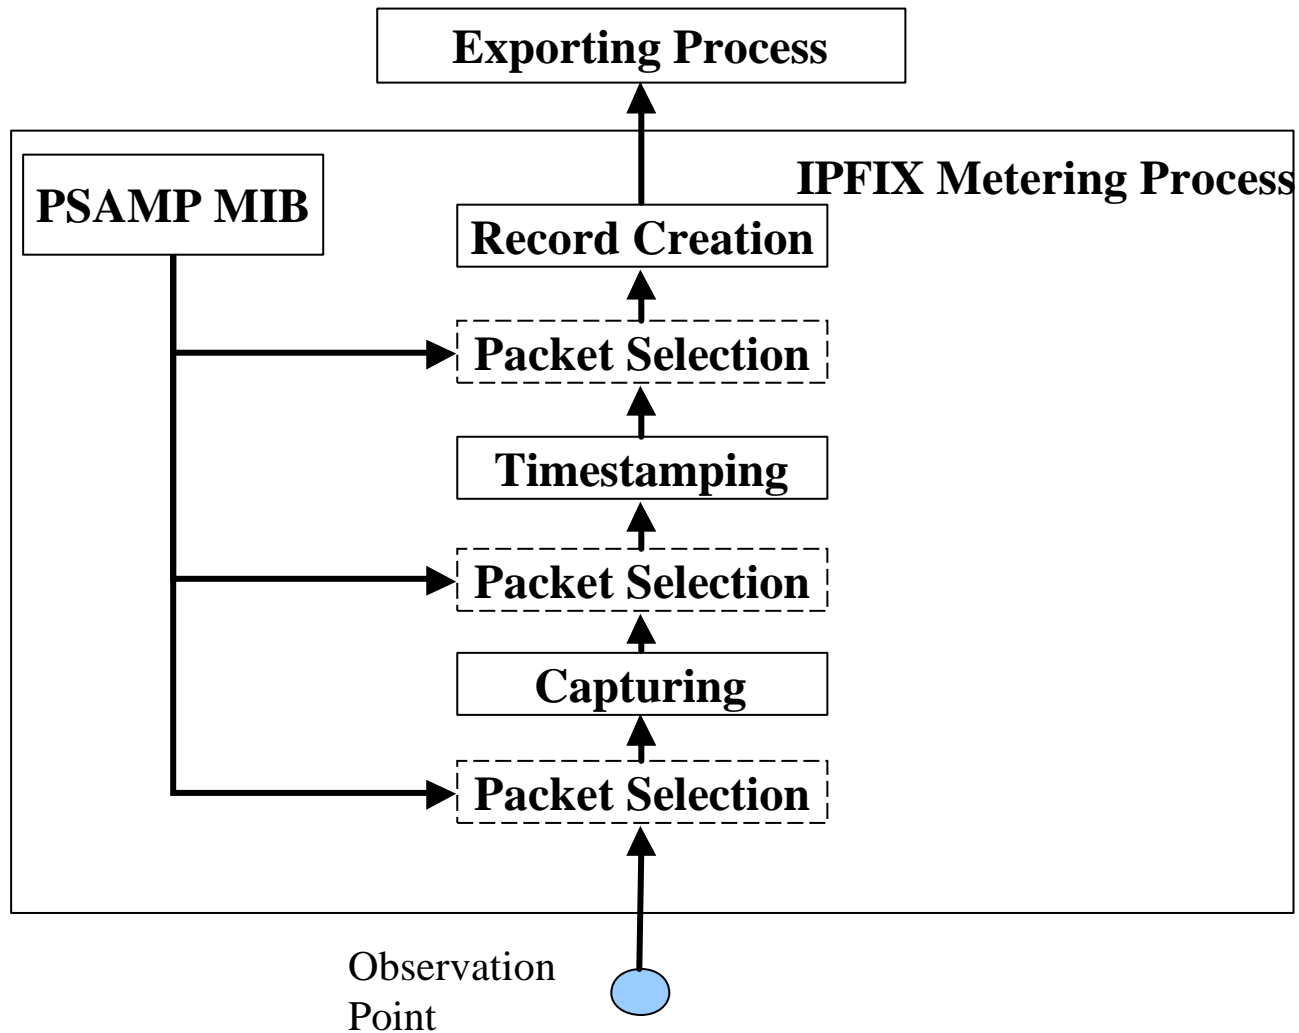 Exporting Process
IPFIX Metering Process
PSAMP MIB
Record Creation
Packet Selection
Timestamping
Packet Selection
Capturing
Packet Selection
Observation
Point